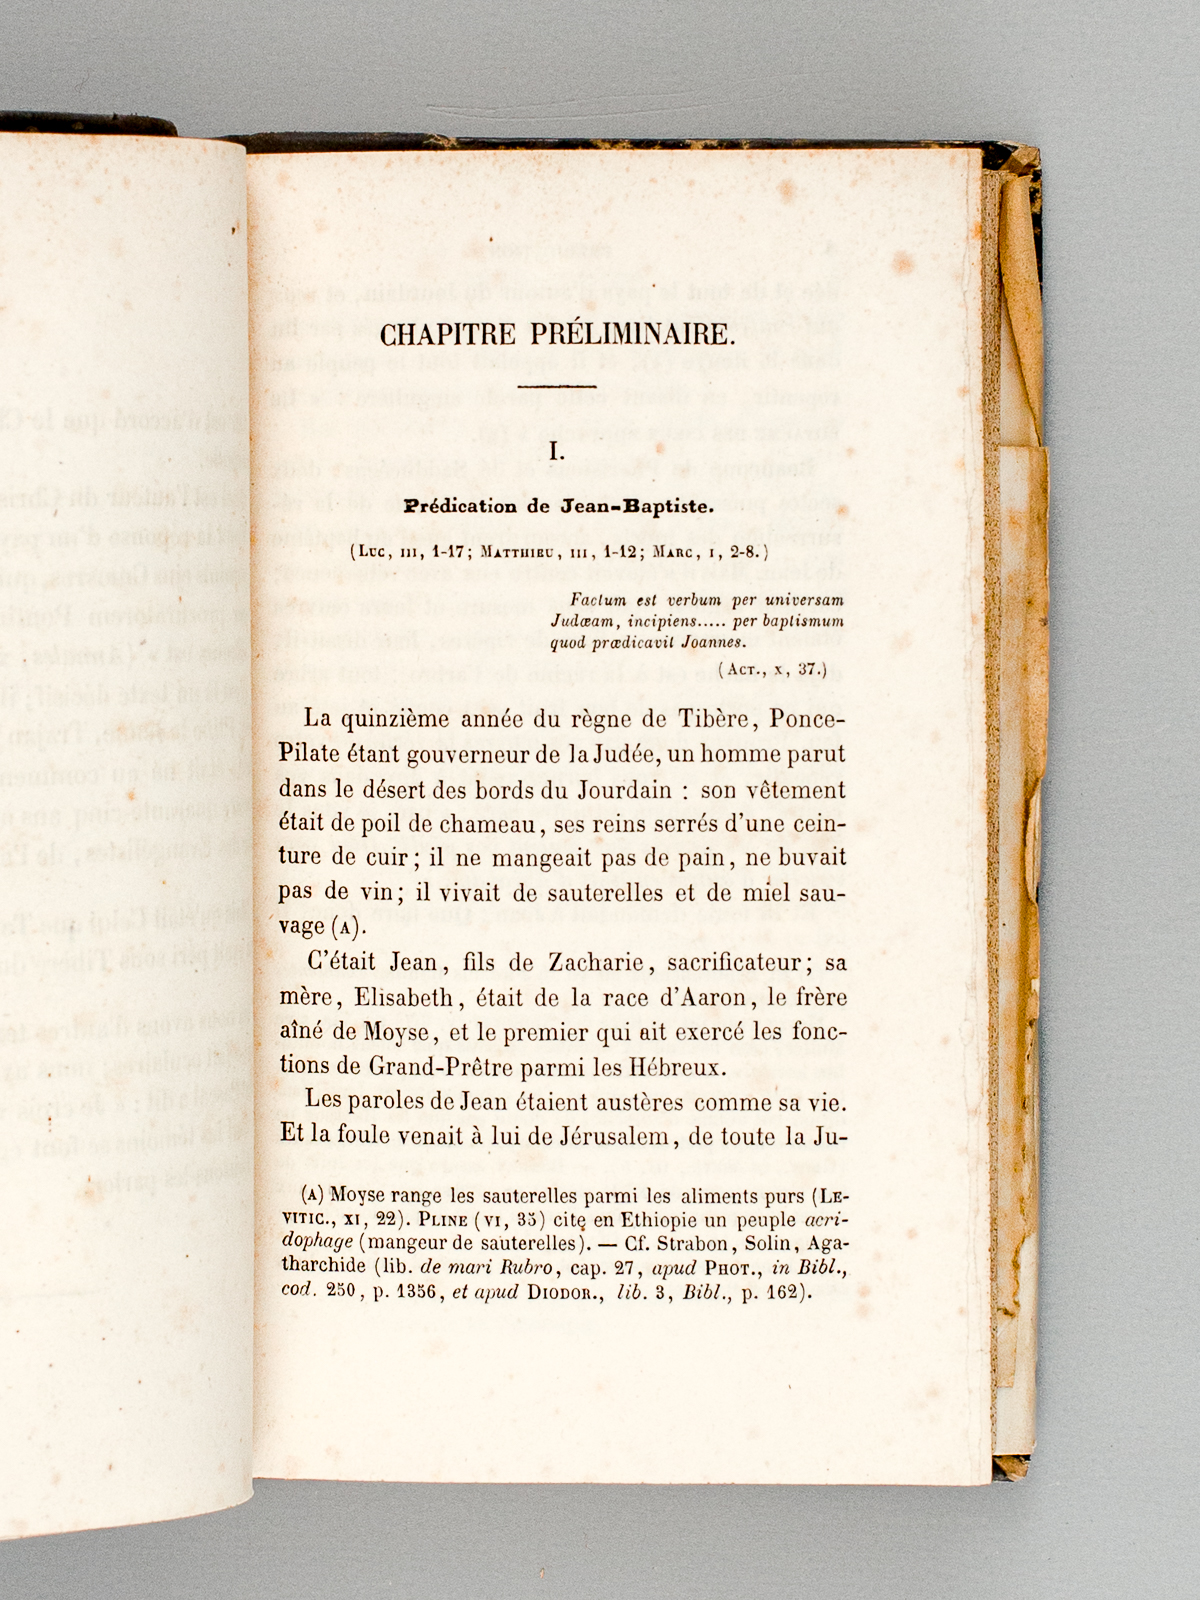 CHAPITRE PRÉLIMINAIRE.
I.
Prédication de Jean-Baptiste.
(Luc, iii, 1-17; Matthieu, iii, 1-12; Marc, i, 2-8.)
Factum est verbum per universam
Judæam, incipiens..... per baptismum
quod prædicavit Joannes.
(Act., x, 37.)
La quinzième année du règne de Tibère, Ponce-
Pilate étant gouverneur de la Judée, un homme parut
dans le désert des bords du Jourdain : son vêtement
était de poil de chameau, ses reins serrés d'une cein-
ture de cuir; il ne mangeait pas de pain, ne buvait
pas de vin; il vivait de sauterelles et de miel sau-
vage (A).
C'était Jean, fils de Zacharie, sacrificateur; sa
mère, Elisabeth, était de la race d'Aaron, le frère
aîné de Moyse, et le premier qui ait exercé les fonc-
tions de Grand-Prêtre parmi les Hébreux.
Les paroles de Jean étaient austères comme sa vie.
Et la foule venait à lui de Jérusalem, de toute la Ju-
(A) Moyse range les sauterelles parmi les aliments purs (Le-
vitic., xi, 22). Pline (vi, 35) cite en Ethiopie un peuple acri-
dophage (mangeur de sauterelles). — Cf. Strabon, Solin, Aga-
tharchide (lib. de mari Rubro, cap. 27, apud Phot., in Bibl.,
cod. 250, p. 1356, et apud Diodor., lib. 3, Bibl., p. 162).